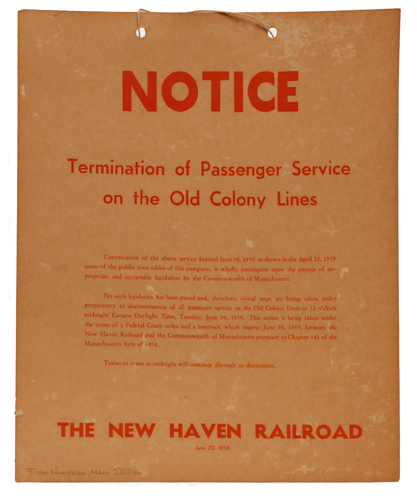 NOTICE
Termination of Passenger Service
on the Old Colony Lines
Continuation of the above service beyond June 30, 1959, as shown in the April 26, 1959
issues of the public time tables of this company, is wholly contingent upon the passage of ap-
propriate and acceptable legislation by the Commonwealth of Massachusetts.
No such legislation has been passed and, therefore, initial steps are being taken under
preparatory to discontinuance of all passenger service on the Old Colony Lines at 12 o'clock
midnight Eastern Daylight Time, Tuesday, June 30, 1959. This action is being taken under
the terms of a Federal Court order and a contract, which expires June 30, 1959, between the
New Haven Railroad and the Commonwealth of Massachusetts pursuant to Chapter 541 of the
Massachusetts Acts of 1958.
Trains en route at midnight will continue through to destination.
THE NEW HAVEN RAILROAD
June 22, 1959
From Mass Station